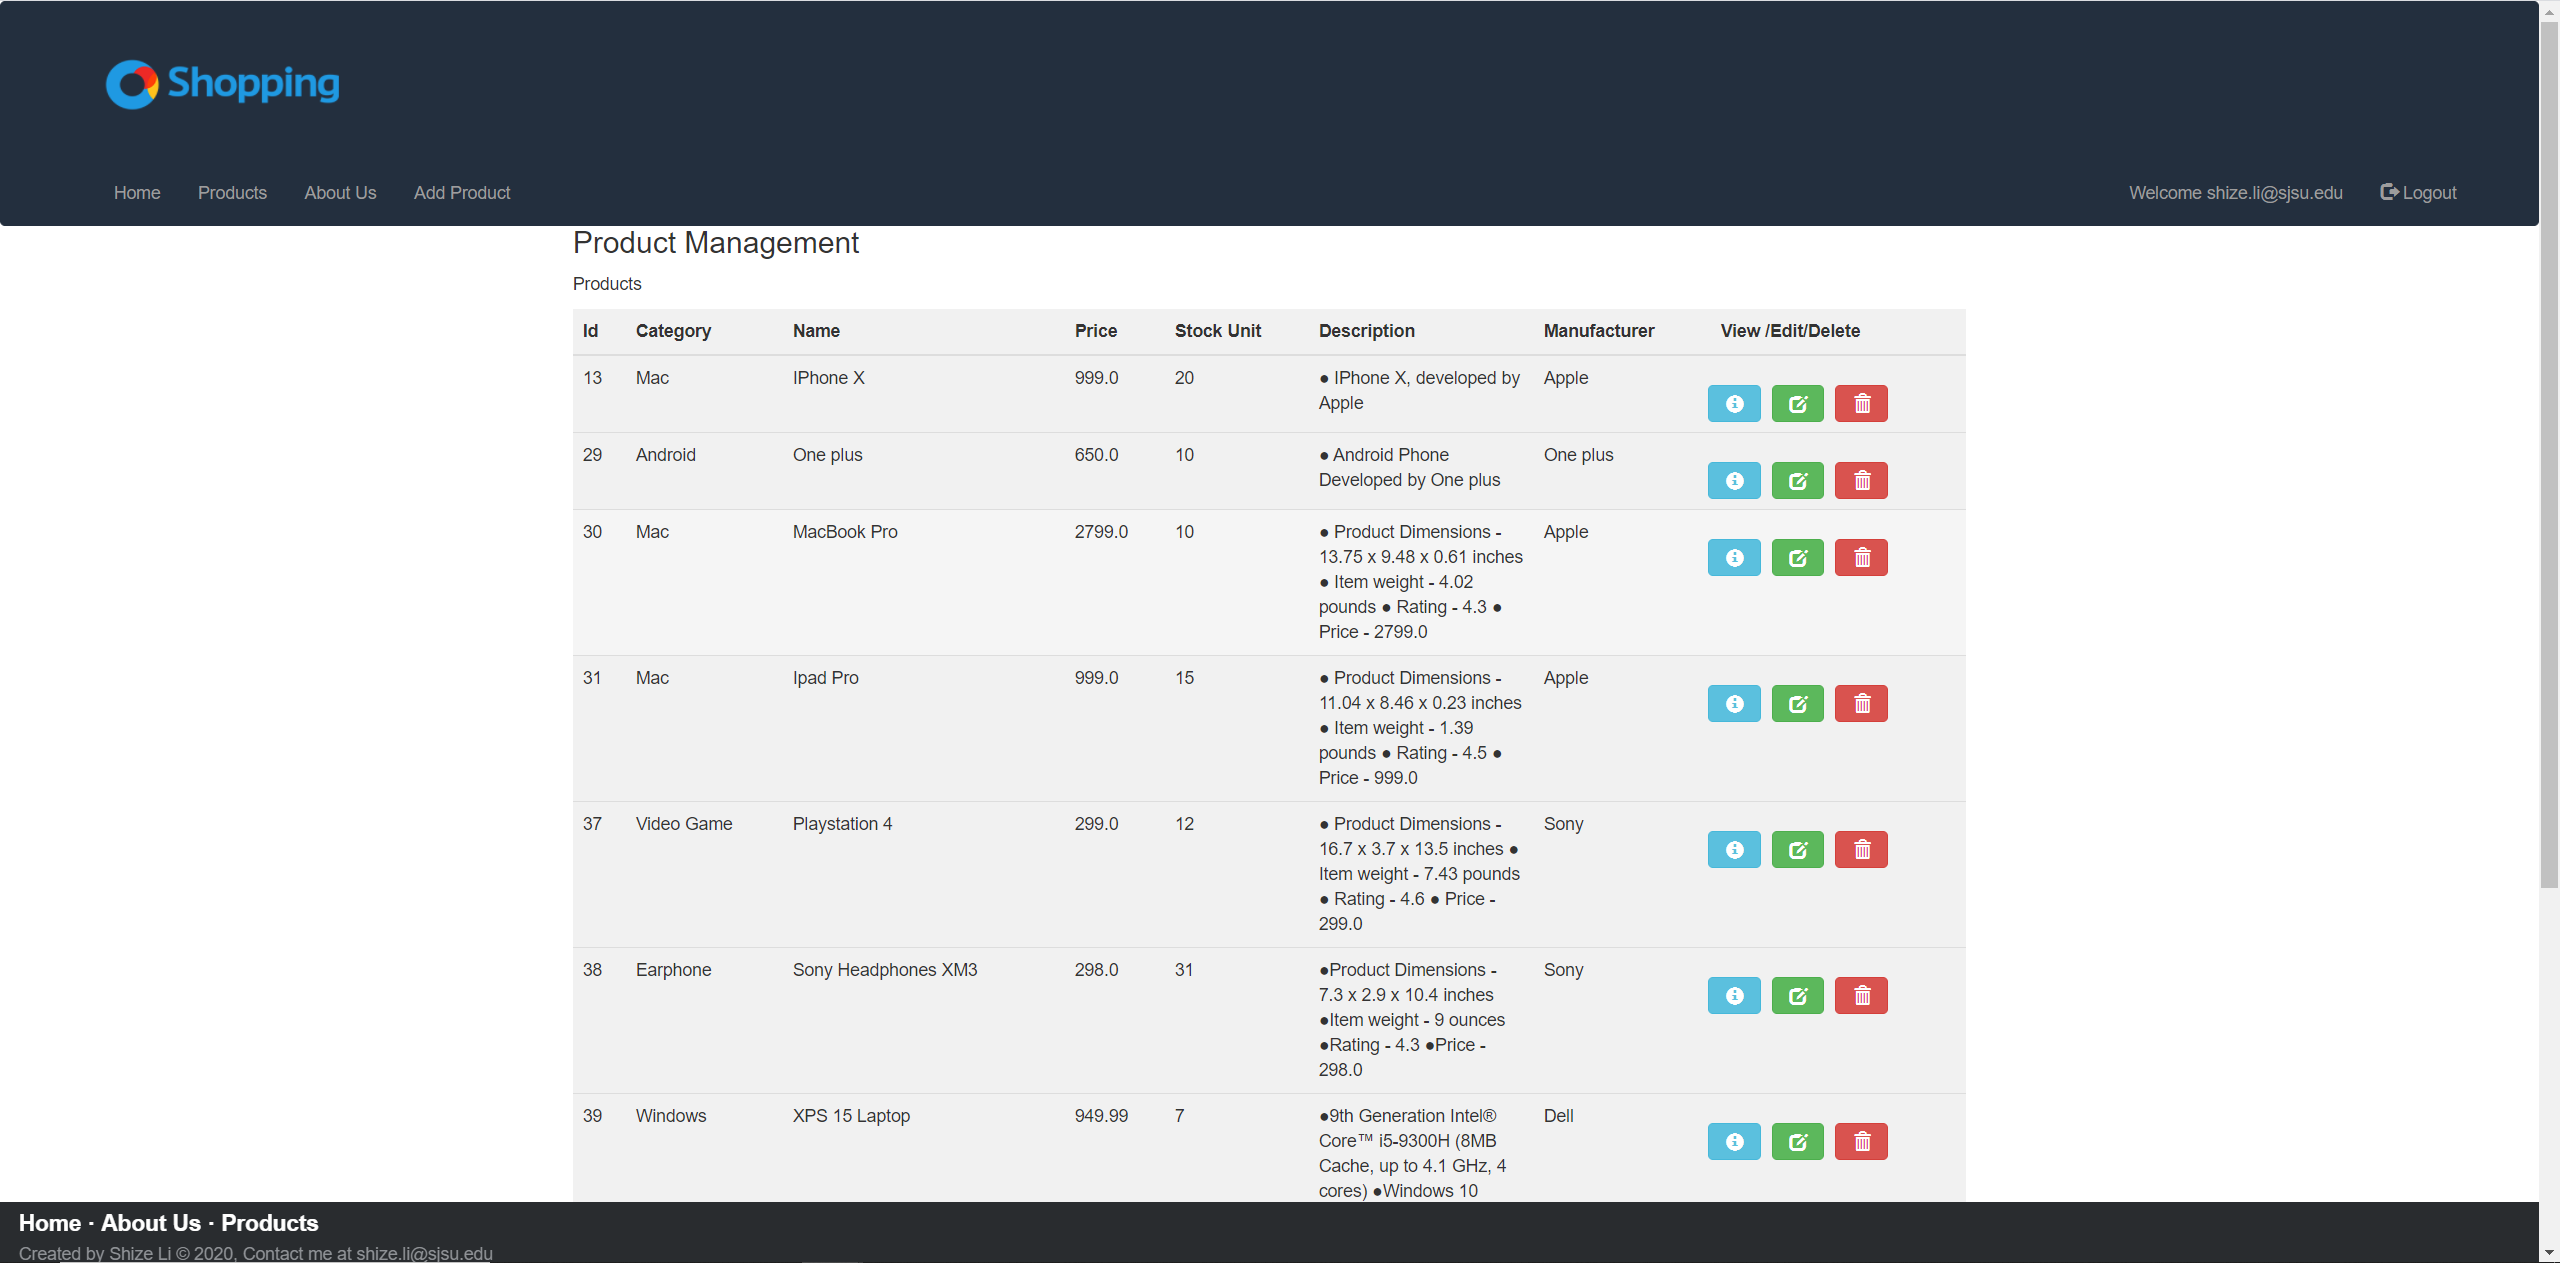 Shopping
Home Products About Us Add Product Welcome shize.li@sjsu.edu Logout
Product Management
Products
Id Category Name Price Stock Unit Description Manufacturer View /Edit/Delete
13 Mac IPhone X 999.0 20 ● IPhone X, developed by Apple
Apple
29 Android One plus 650.0 10 ● Android Phone One plus
Developed by One plus
30 Mac MacBook Pro 2799.0 10 ● Product Dimensions - Apple
13.75 x 9.48 x 0.61 inches
● Item weight - 4.02
pounds ● Rating - 4.3 ●
Price - 2799.0
31 Mac Ipad Pro 999.0 15 ● Product Dimensions - Apple
11.04 x 8.46 x 0.23 inches
● Item weight - 1.39
pounds ● Rating - 4.5 ●
Price - 999.0
37 Video Game Playstation 4 299.0 12 ● Product Dimensions - Sony
16.7 x 3.7 x 13.5 inches ●
Item weight - 7.43 pounds
● Rating - 4.6 ● Price -
299.0
38 Earphone Sony Headphones XM3 298.0 31 ●Product Dimensions - Sony
7.3 x 2.9 x 10.4 inches
●Item weight - 9 ounces
●Rating - 4.3 ●Price -
298.0
39 Windows XPS 15 Laptop 949.99 7 ●9th Generation Intel® Dell
Core™ i5-9300H (8MB
Cache, up to 4.1 GHz, 4
cores) ●Windows 10
Home · About Us · Products
Created by Shize Li © 2020, Contact me at shize.li@sjsu.edu